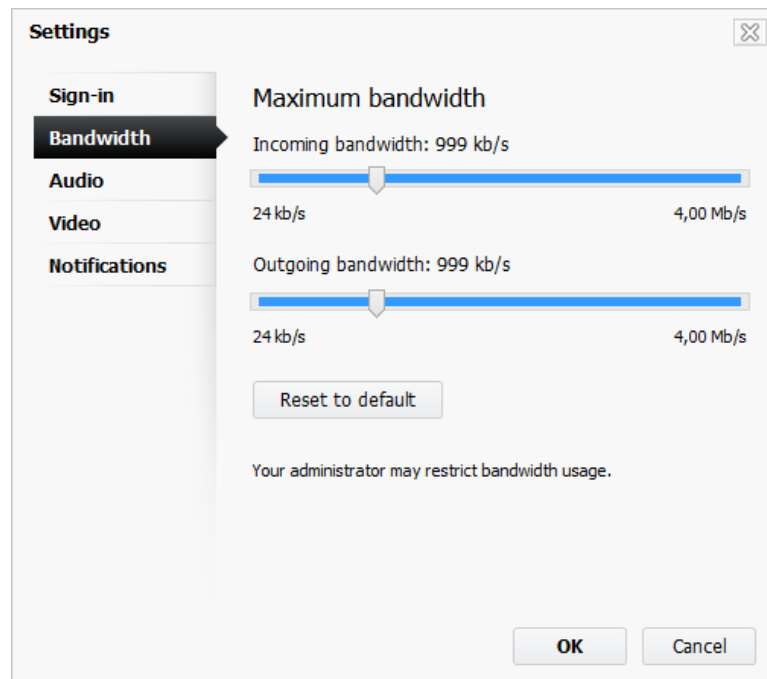 Settings
Sign-in
Bandwidth
Audio
Video
Notifications
Maximum bandwidth
Incoming bandwidth: 999 kb/s
24 kb/s 4,00 Mb/s
Outgoing bandwidth: 999 kb/s
24 kb/s 4,00 Mb/s
Reset to default
Your administrator may restrict bandwidth usage.
OK Cancel